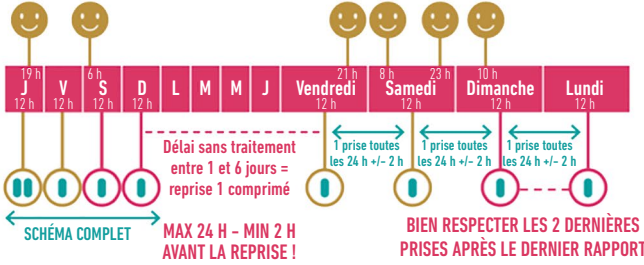 19 h 6 h 21 h 8 h 23 h 10 h
J V S D L M M J Vendredi Samedi Dimanche Lundi
12 h 12 h 12 h 12 h 12 h 12 h 12 h 12 h
Délai sans traitement
entre 1 et 6 jours =
reprise 1 comprimé
1 prise toutes
les 24 h +/- 2 h
1 prise toutes
les 24 h +/- 2 h
1 prise toutes
les 24 h +/- 2 h
SCHÉMA COMPLET
MAX 24 H - MIN 2 H
AVANT LA REPRISE !
BIEN RESPECTER LES 2 DERNIÈRES
PRISES APRÈS LE DERNIER RAPPORT